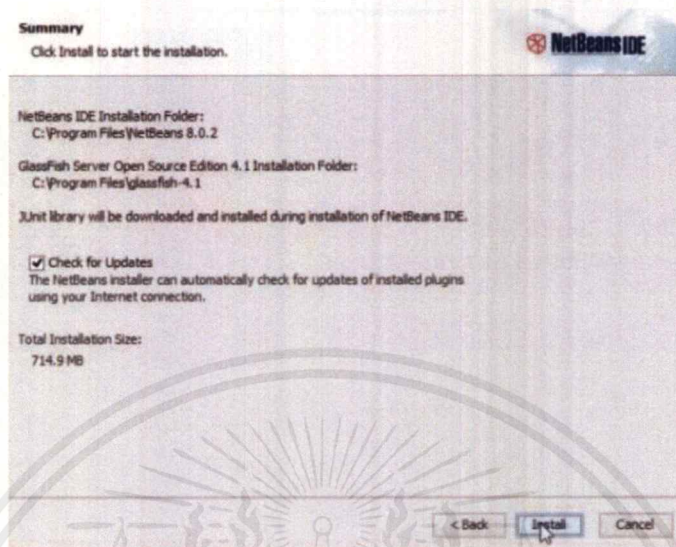 Summary
Click Install to start the installation.
NetBeans IDE
NetBeans IDE Installation Folder:
C:\Program Files\NetBeans 8.0.2
GlassFish Server Open Source Edition 4.1 Installation Folder:
C:\Program Files\glassfish-4.1
JUnit library will be downloaded and installed during installation of NetBeans IDE.
Check for Updates
The NetBeans installer can automatically check for updates of installed plugins
using your Internet connection.
Total Installation Size:
714.9 MB
< Back Install Cancel